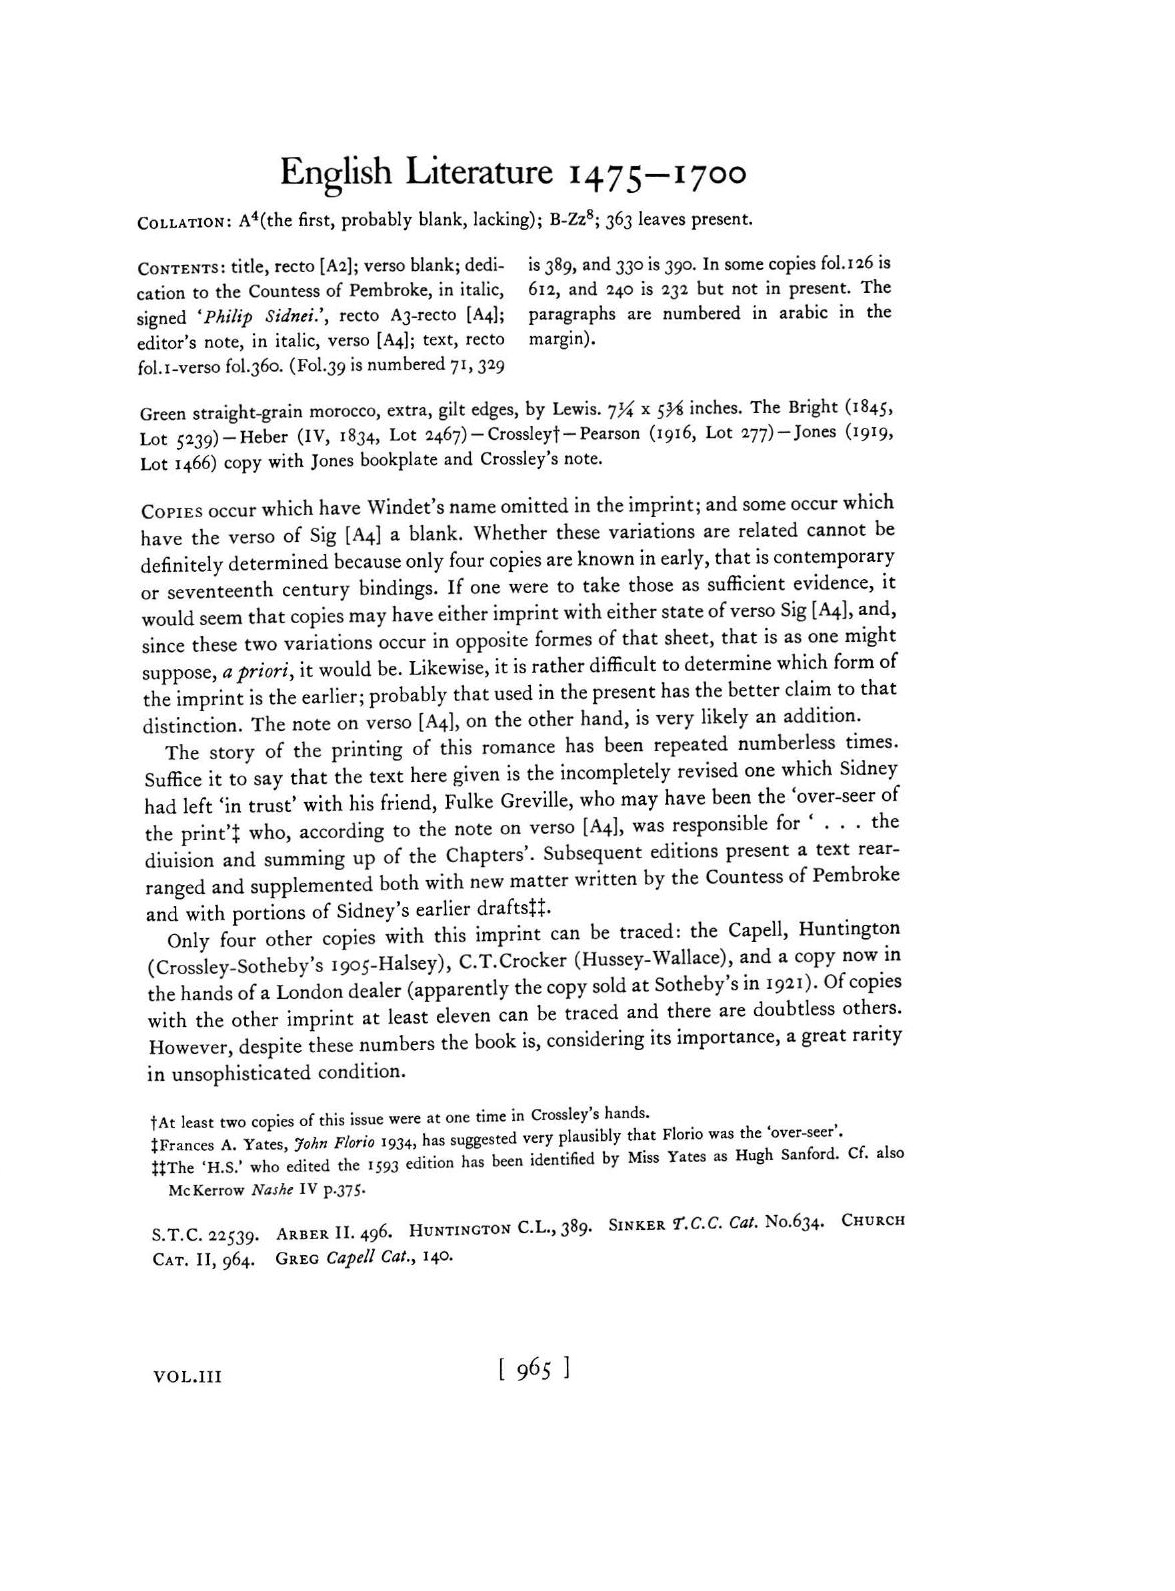 English Literature 1475–1700
COLLATION: A⁴(the first, probably blank, lacking); B-Zz⁸; 363 leaves present.
CONTENTS: title, recto [A2]; verso blank; dedi-
cation to the Countess of Pembroke, in italic,
signed ‘Philip Sidnei.’, recto A3-recto [A4];
editor’s note, in italic, verso [A4]; text, recto
fol.1-verso fol.360. (Fol.39 is numbered 71, 329
is 389, and 330 is 390. In some copies fol.126 is
612, and 240 is 232 but not in present. The
paragraphs are numbered in arabic in the
margin).
Green straight-grain morocco, extra, gilt edges, by Lewis. 7¼ x 5⅜ inches. The Bright (1845,
Lot 5239)–Heber (IV, 1834, Lot 2467)–Crossley†–Pearson (1916, Lot 277)–Jones (1919,
Lot 1466) copy with Jones bookplate and Crossley’s note.
COPIES occur which have Windet’s name omitted in the imprint; and some occur which
have the verso of Sig [A4] a blank. Whether these variations are related cannot be
definitely determined because only four copies are known in early, that is contemporary
or seventeenth century bindings. If one were to take those as sufficient evidence, it
would seem that copies may have either imprint with either state of verso Sig [A4], and,
since these two variations occur in opposite formes of that sheet, that is as one might
suppose, a priori, it would be. Likewise, it is rather difficult to determine which form of
the imprint is the earlier; probably that used in the present has the better claim to that
distinction. The note on verso [A4], on the other hand, is very likely an addition.
The story of the printing of this romance has been repeated numberless times.
Suffice it to say that the text here given is the incompletely revised one which Sidney
had left ‘in trust’ with his friend, Fulke Greville, who may have been the ‘over-seer of
the print’‡ who, according to the note on verso [A4], was responsible for ‘ . . . the
diuision and summing up of the Chapters’. Subsequent editions present a text rear-
ranged and supplemented both with new matter written by the Countess of Pembroke
and with portions of Sidney’s earlier drafts‡‡.
Only four other copies with this imprint can be traced: the Capell, Huntington
(Crossley-Sotheby’s 1905-Halsey), C.T.Crocker (Hussey-Wallace), and a copy now in
the hands of a London dealer (apparently the copy sold at Sotheby’s in 1921). Of copies
with the other imprint at least eleven can be traced and there are doubtless others.
However, despite these numbers the book is, considering its importance, a great rarity
in unsophisticated condition.
†At least two copies of this issue were at one time in Crossley’s hands.
‡Frances A. Yates, John Florio 1934, has suggested very plausibly that Florio was the ‘over-seer’.
‡‡The ‘H.S.’ who edited the 1593 edition has been identified by Miss Yates as Hugh Sanford. Cf. also
McKerrow Nashe IV p.375.
S.T.C. 22539. ARBER II. 496. HUNTINGTON C.L., 389. SINKER T.C.C. Cat. No.634. CHURCH
CAT. II, 964. GREG Capell Cat., 140.
VOL.III
[ 965 ]